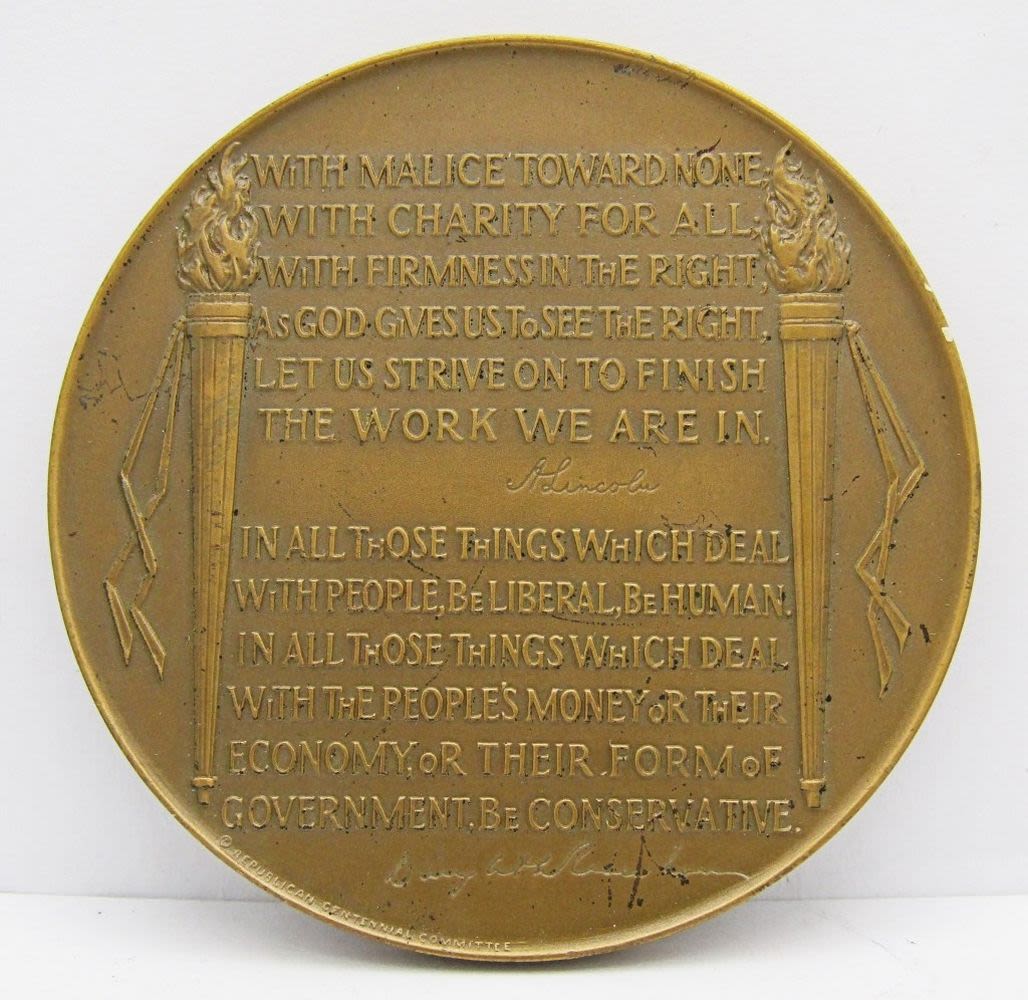 WiTH MALICE TOWARD NONE;
WITH CHARITY FOR ALL;
WiTH FIRMNESS IN THE RIGHT,
AS GOD GiVES US To SEE THE RIGHT,
LET US STRIVE ON TO FINISH
THE WORK WE ARE IN.
A. Lincoln
IN ALL THOSE THINGS WHICH DEAL
WiTH PEOPLE, BE LIBERAL, BE HUMAN.
IN ALL THOSE THINGS WHICH DEAL
WiTH THE PEOPLE'S MONEY oR THEIR
ECONOMY, oR THEIR FORM oF
GOVERNMENT, BE CONSERVATIVE.
Dwight D. Eisenhower
© REPUBLICAN CENTENNIAL COMMITTEE